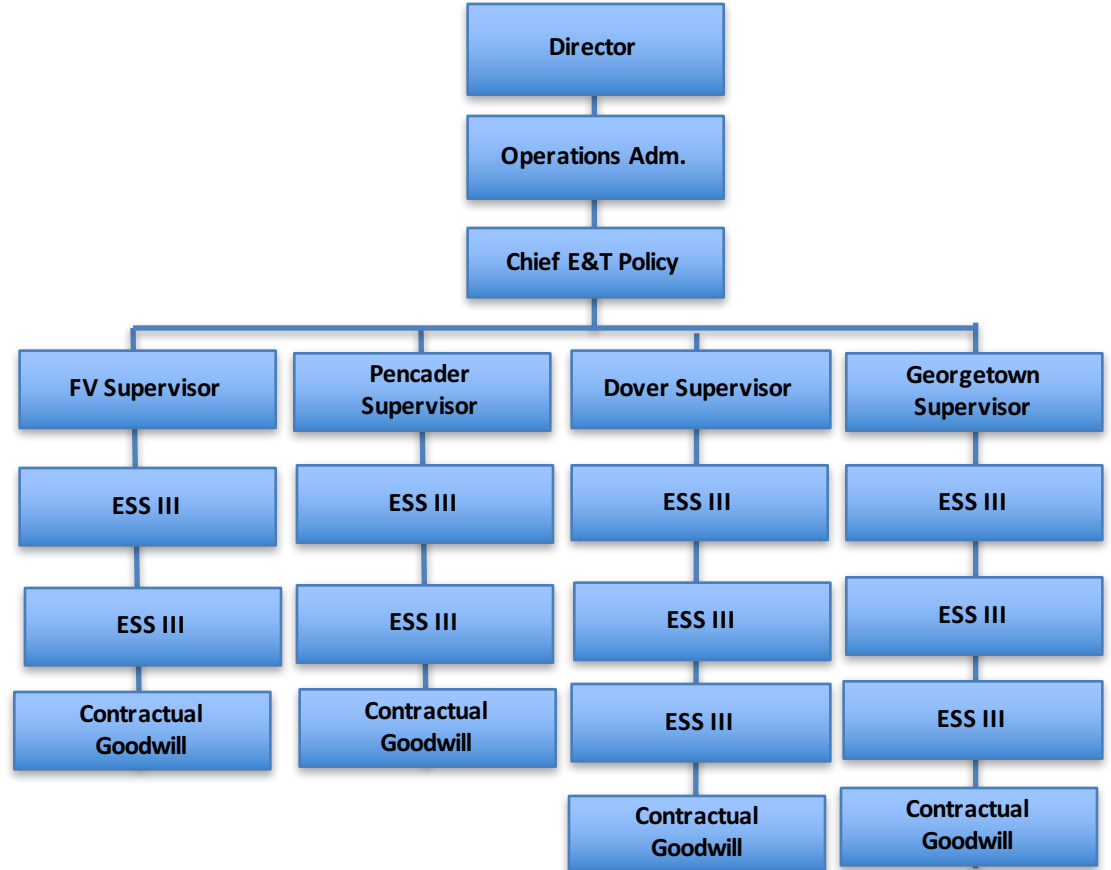 Director
Operations Adm.
Chief E&T Policy
FV Supervisor
Pencader
Supervisor
Dover Supervisor
Georgetown
Supervisor
ESS III
ESS III
ESS III
ESS III
ESS III
ESS III
ESS III
ESS III
Contractual
Goodwill
Contractual
Goodwill
ESS III
ESS III
Contractual
Goodwill
Contractual
Goodwill